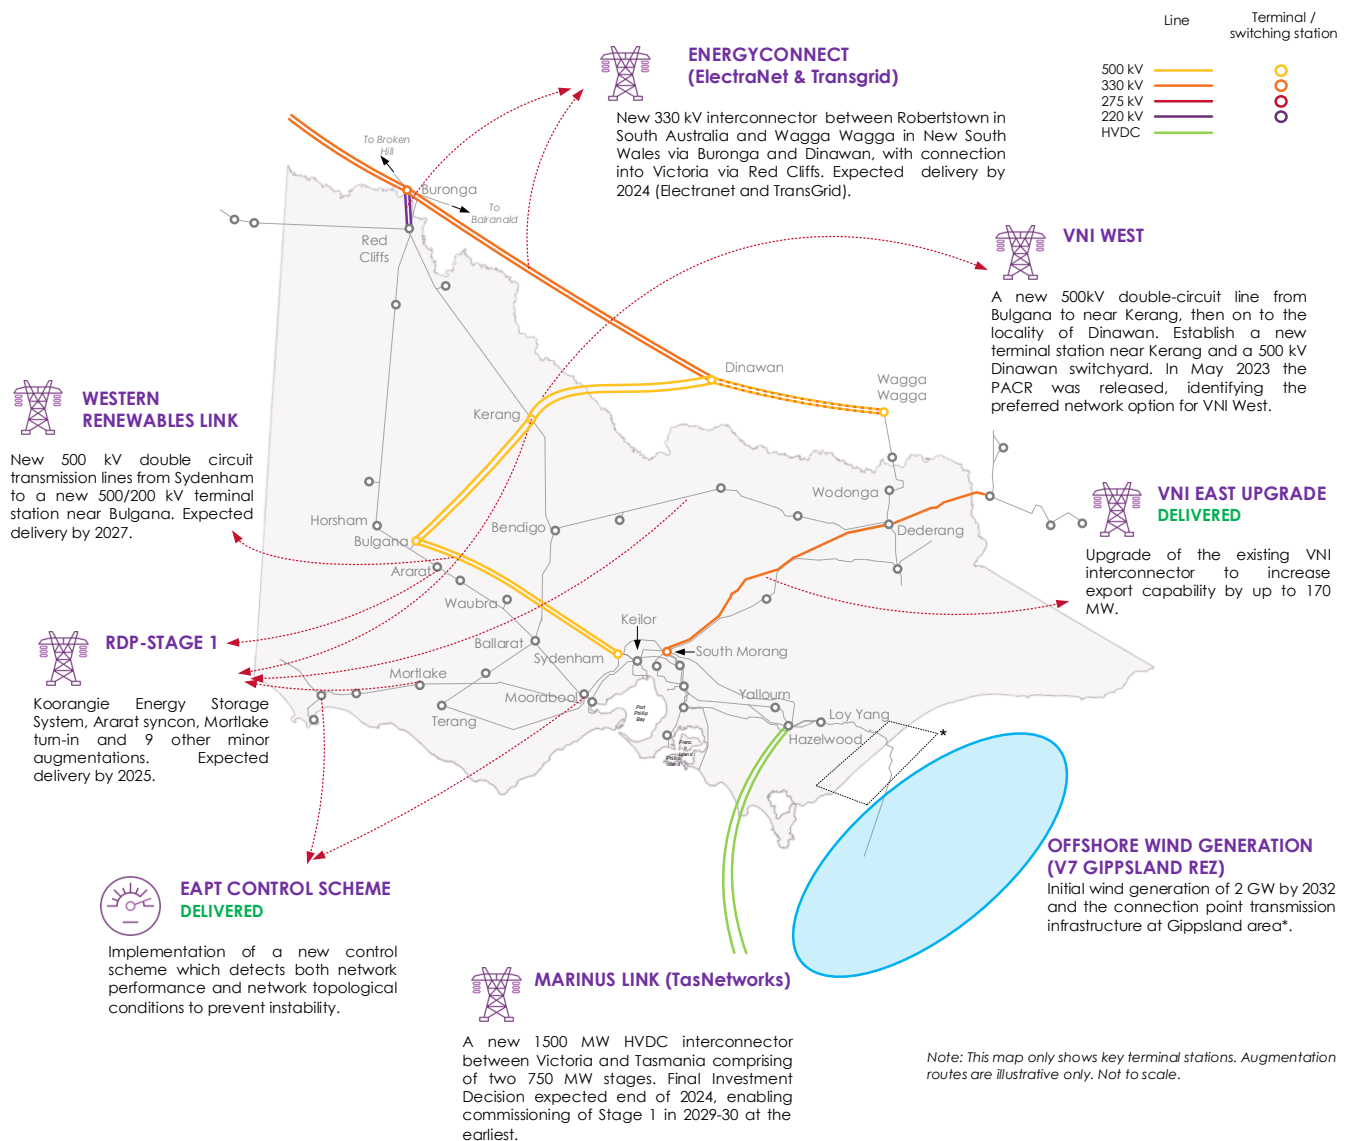 Line
Terminal /
switching station
500 kV
330 kV
275 kV
220 kV
HVDC
ENERGYCONNECT
(ElectraNet & Transgrid)
New 330 kV interconnector between Robertstown in
South Australia and Wagga Wagga in New South
Wales via Buronga and Dinawan, with connection
into Victoria via Red Cliffs. Expected delivery by
2024 (Electranet and TransGrid).
To Broken
Hill
Buronga
To
Balranald
Red
Cliffs
VNI WEST
A new 500kV double-circuit line from
Bulgana to near Kerang, then on to the
locality of Dinawan. Establish a new
terminal station near Kerang and a 500 kV
Dinawan switchyard. In May 2023 the
PACR was released, identifying the
preferred network option for VNI West.
Dinawan
Wagga
Wagga
Kerang
WESTERN
RENEWABLES LINK
New 500 kV double circuit
transmission lines from Sydenham
to a new 500/200 kV terminal
station near Bulgana. Expected
delivery by 2027.
Horsham
Bulgana
Ararat
Waubra
Bendigo
Wodonga
Dederang
VNI EAST UPGRADE
DELIVERED
Upgrade of the existing VNI
interconnector to increase
export capability by up to 170
MW.
Keilor
Ballarat
Sydenham
South Morang
RDP-STAGE 1
Koorangie Energy Storage
System, Ararat syncon, Mortlake
turn-in and 9 other minor
augmentations. Expected
delivery by 2025.
Mortlake
Moorabool
Terang
Port
Phillip
Bay
Franc
h
Island
Phillip
Island
Yallourn
Loy Yang
Hazelwood
*
OFFSHORE WIND GENERATION
(V7 GIPPSLAND REZ)
Initial wind generation of 2 GW by 2032
and the connection point transmission
infrastructure at Gippsland area*.
EAPT CONTROL SCHEME
DELIVERED
Implementation of a new control
scheme which detects both network
performance and network topological
conditions to prevent instability.
MARINUS LINK (TasNetworks)
A new 1500 MW HVDC interconnector
between Victoria and Tasmania comprising
of two 750 MW stages. Final Investment
Decision expected end of 2024, enabling
commissioning of Stage 1 in 2029-30 at the
earliest.
Note: This map only shows key terminal stations. Augmentation
routes are illustrative only. Not to scale.